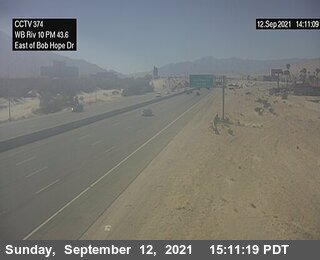 CCTV 374
WB Riv 10 PM 43.6
East of Bob Hope Dr
12.Sep 2021 14:11:09
Sunday, September 12, 2021 15:11:19 PDT